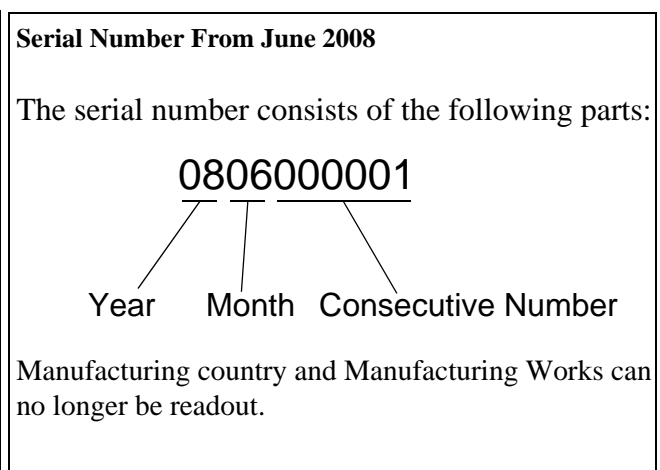 Serial Number From June 2008
The serial number consists of the following parts:
0806000001
Year Month Consecutive Number
Manufacturing country and Manufacturing Works can
no longer be readout.